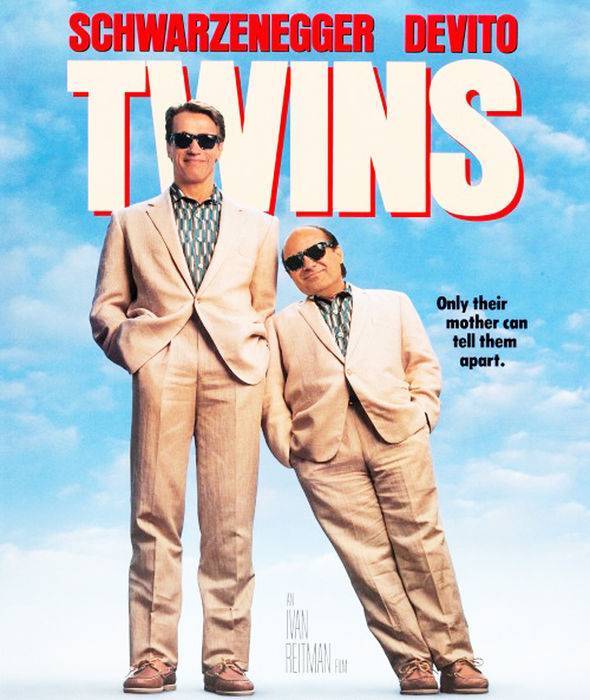 SCHWARZENEGGER DEVITO
TWINS
Only their
mother can
tell them
apart.
AN
IVAN
REITMAN FILM